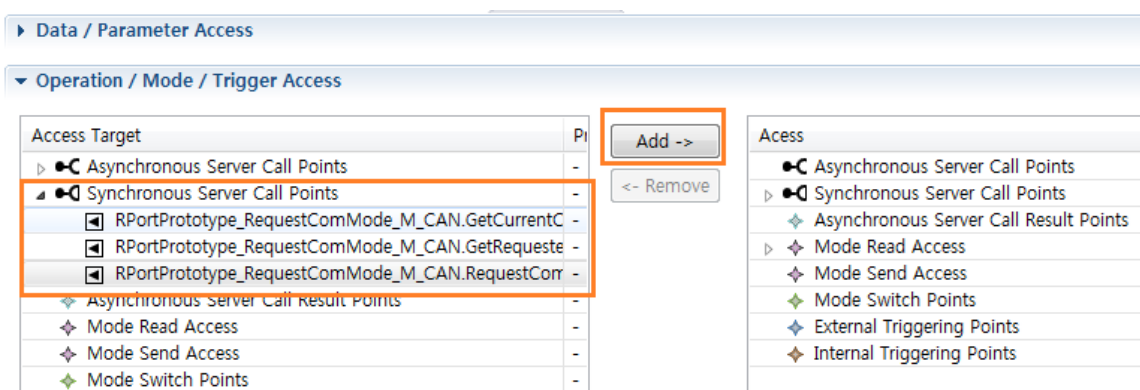 Data / Parameter Access
Operation / Mode / Trigger Access
Access Target
Asynchronous Server Call Points -
Synchronous Server Call Points -
RPortPrototype_RequestComMode_M_CAN.GetCurrentC -
RPortPrototype_RequestComMode_M_CAN.GetRequeste -
RPortPrototype_RequestComMode_M_CAN.RequestCom -
Asynchronous Server Call Result Points -
Mode Read Access -
Mode Send Access -
Mode Switch Points -
Add ->
<- Remove
Acess
Asynchronous Server Call Points
Synchronous Server Call Points
Asynchronous Server Call Result Points
Mode Read Access
Mode Send Access
Mode Switch Points
External Triggering Points
Internal Triggering Points